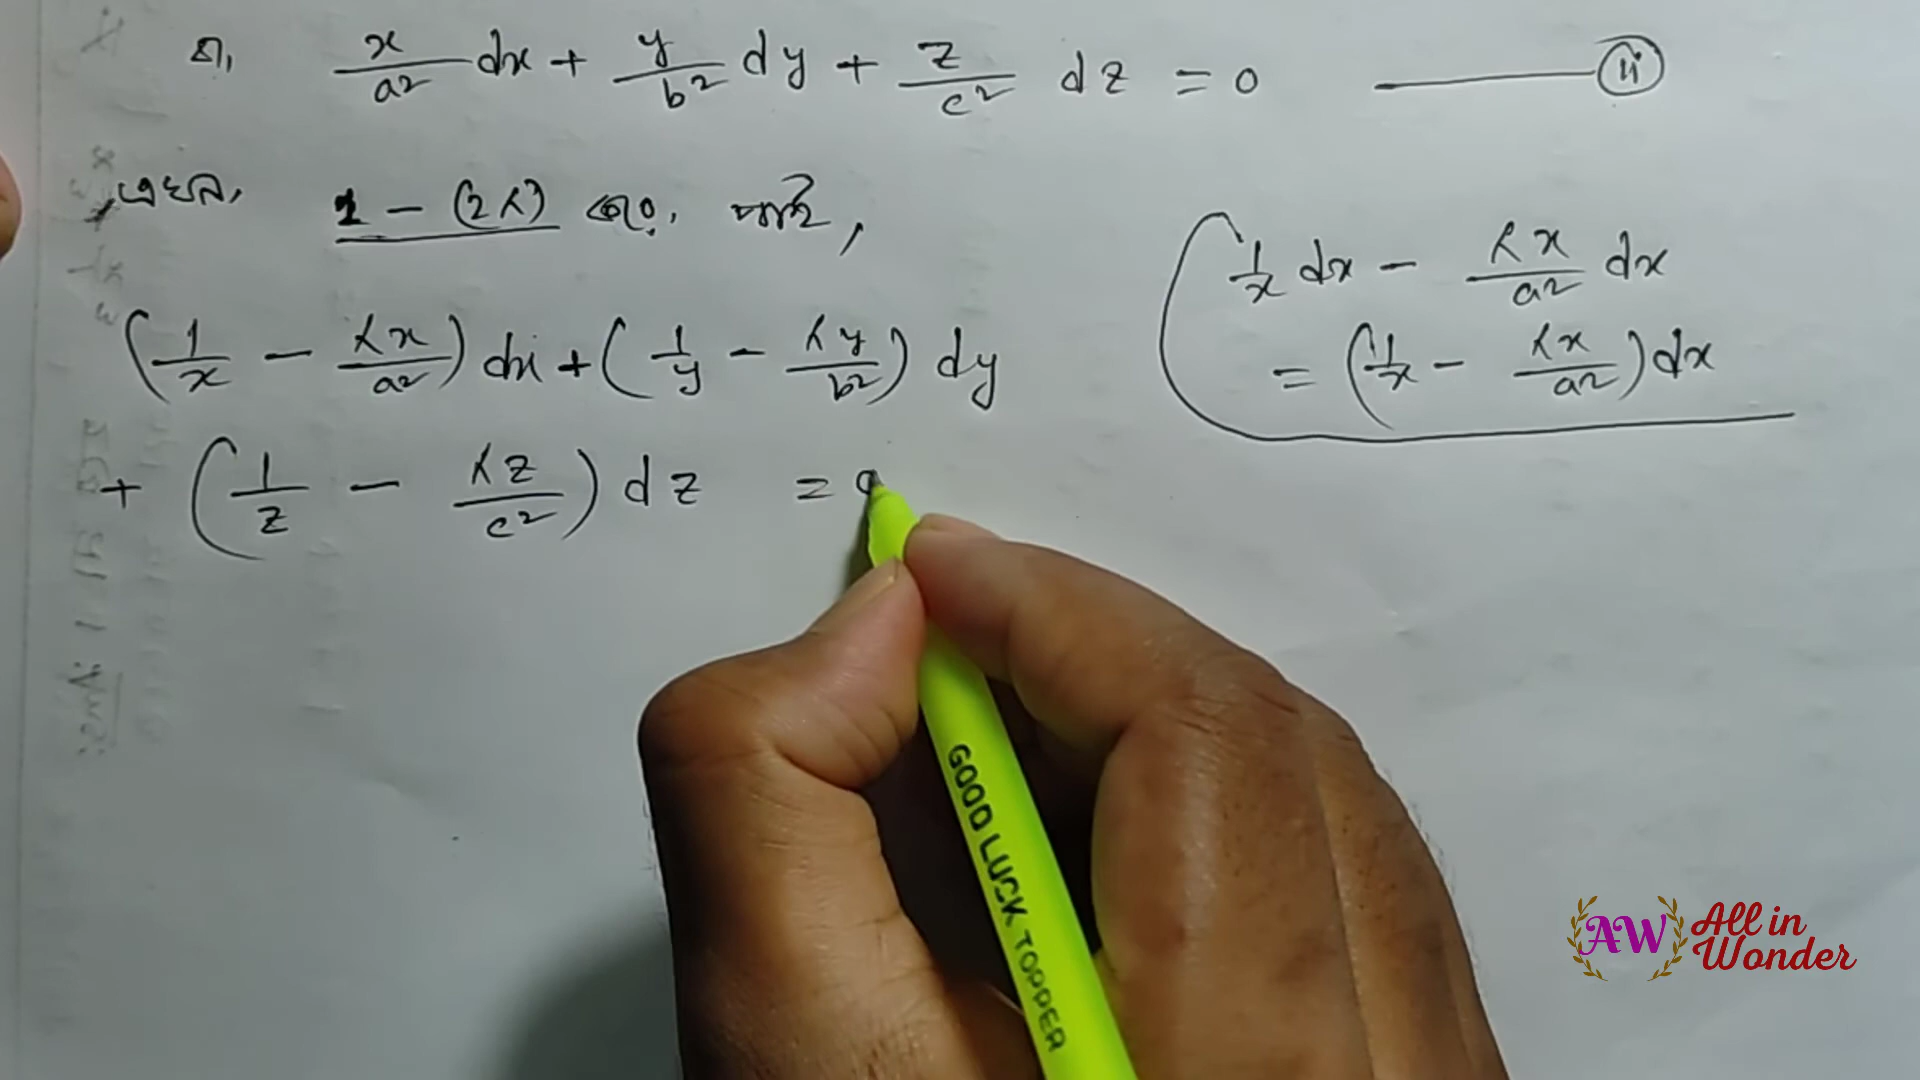 বা, x/a² dx + y/b² dy + z/c² dz = 0 —— (ii)
এখন, 1 - (2λ) করে, পাই,
(1/x - λx/a²) dx + (1/y - λy/b²) dy
+ (1/z - λz/c²) dz = 0
1/x dx - λx/a² dx
= (1/x - λx/a²) dx
GOOD LUCK TOPPER
AW All in
Wonder